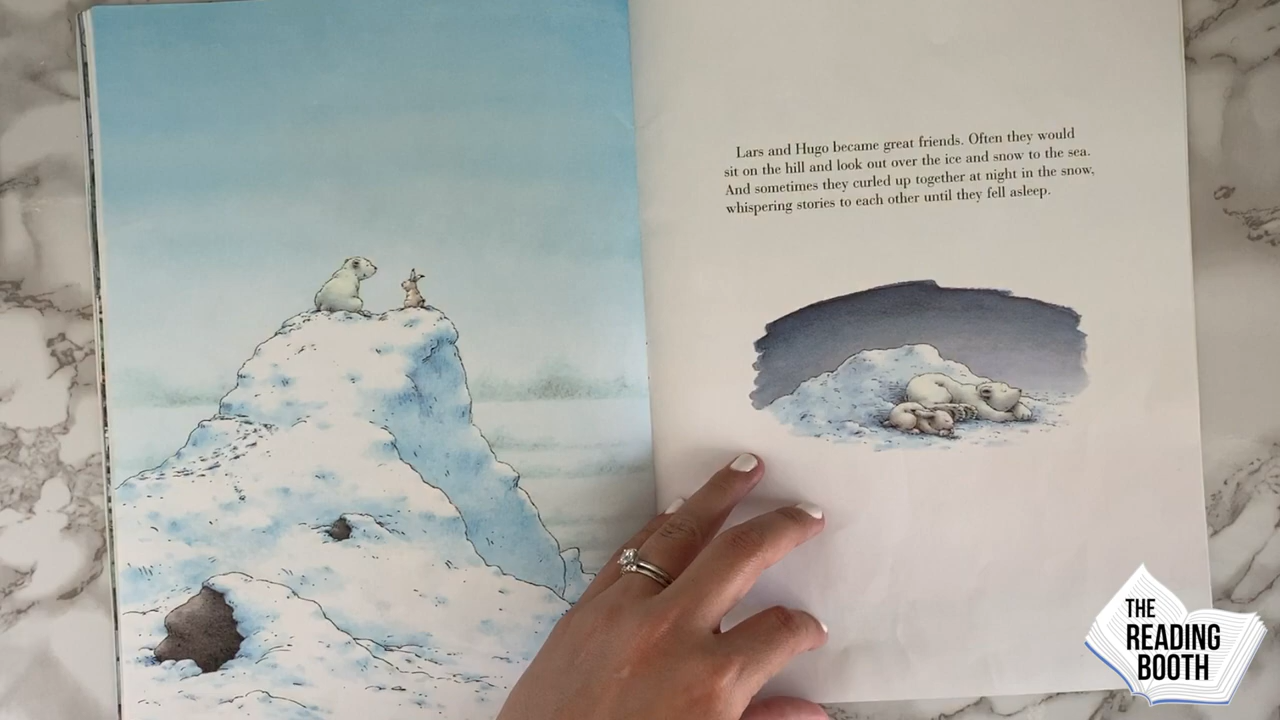 Lars and Hugo became great friends. Often they would
sit on the hill and look out over the ice and snow to the sea.
And sometimes they curled up together at night in the snow,
whispering stories to each other until they fell asleep.
THE
READING
BOOTH